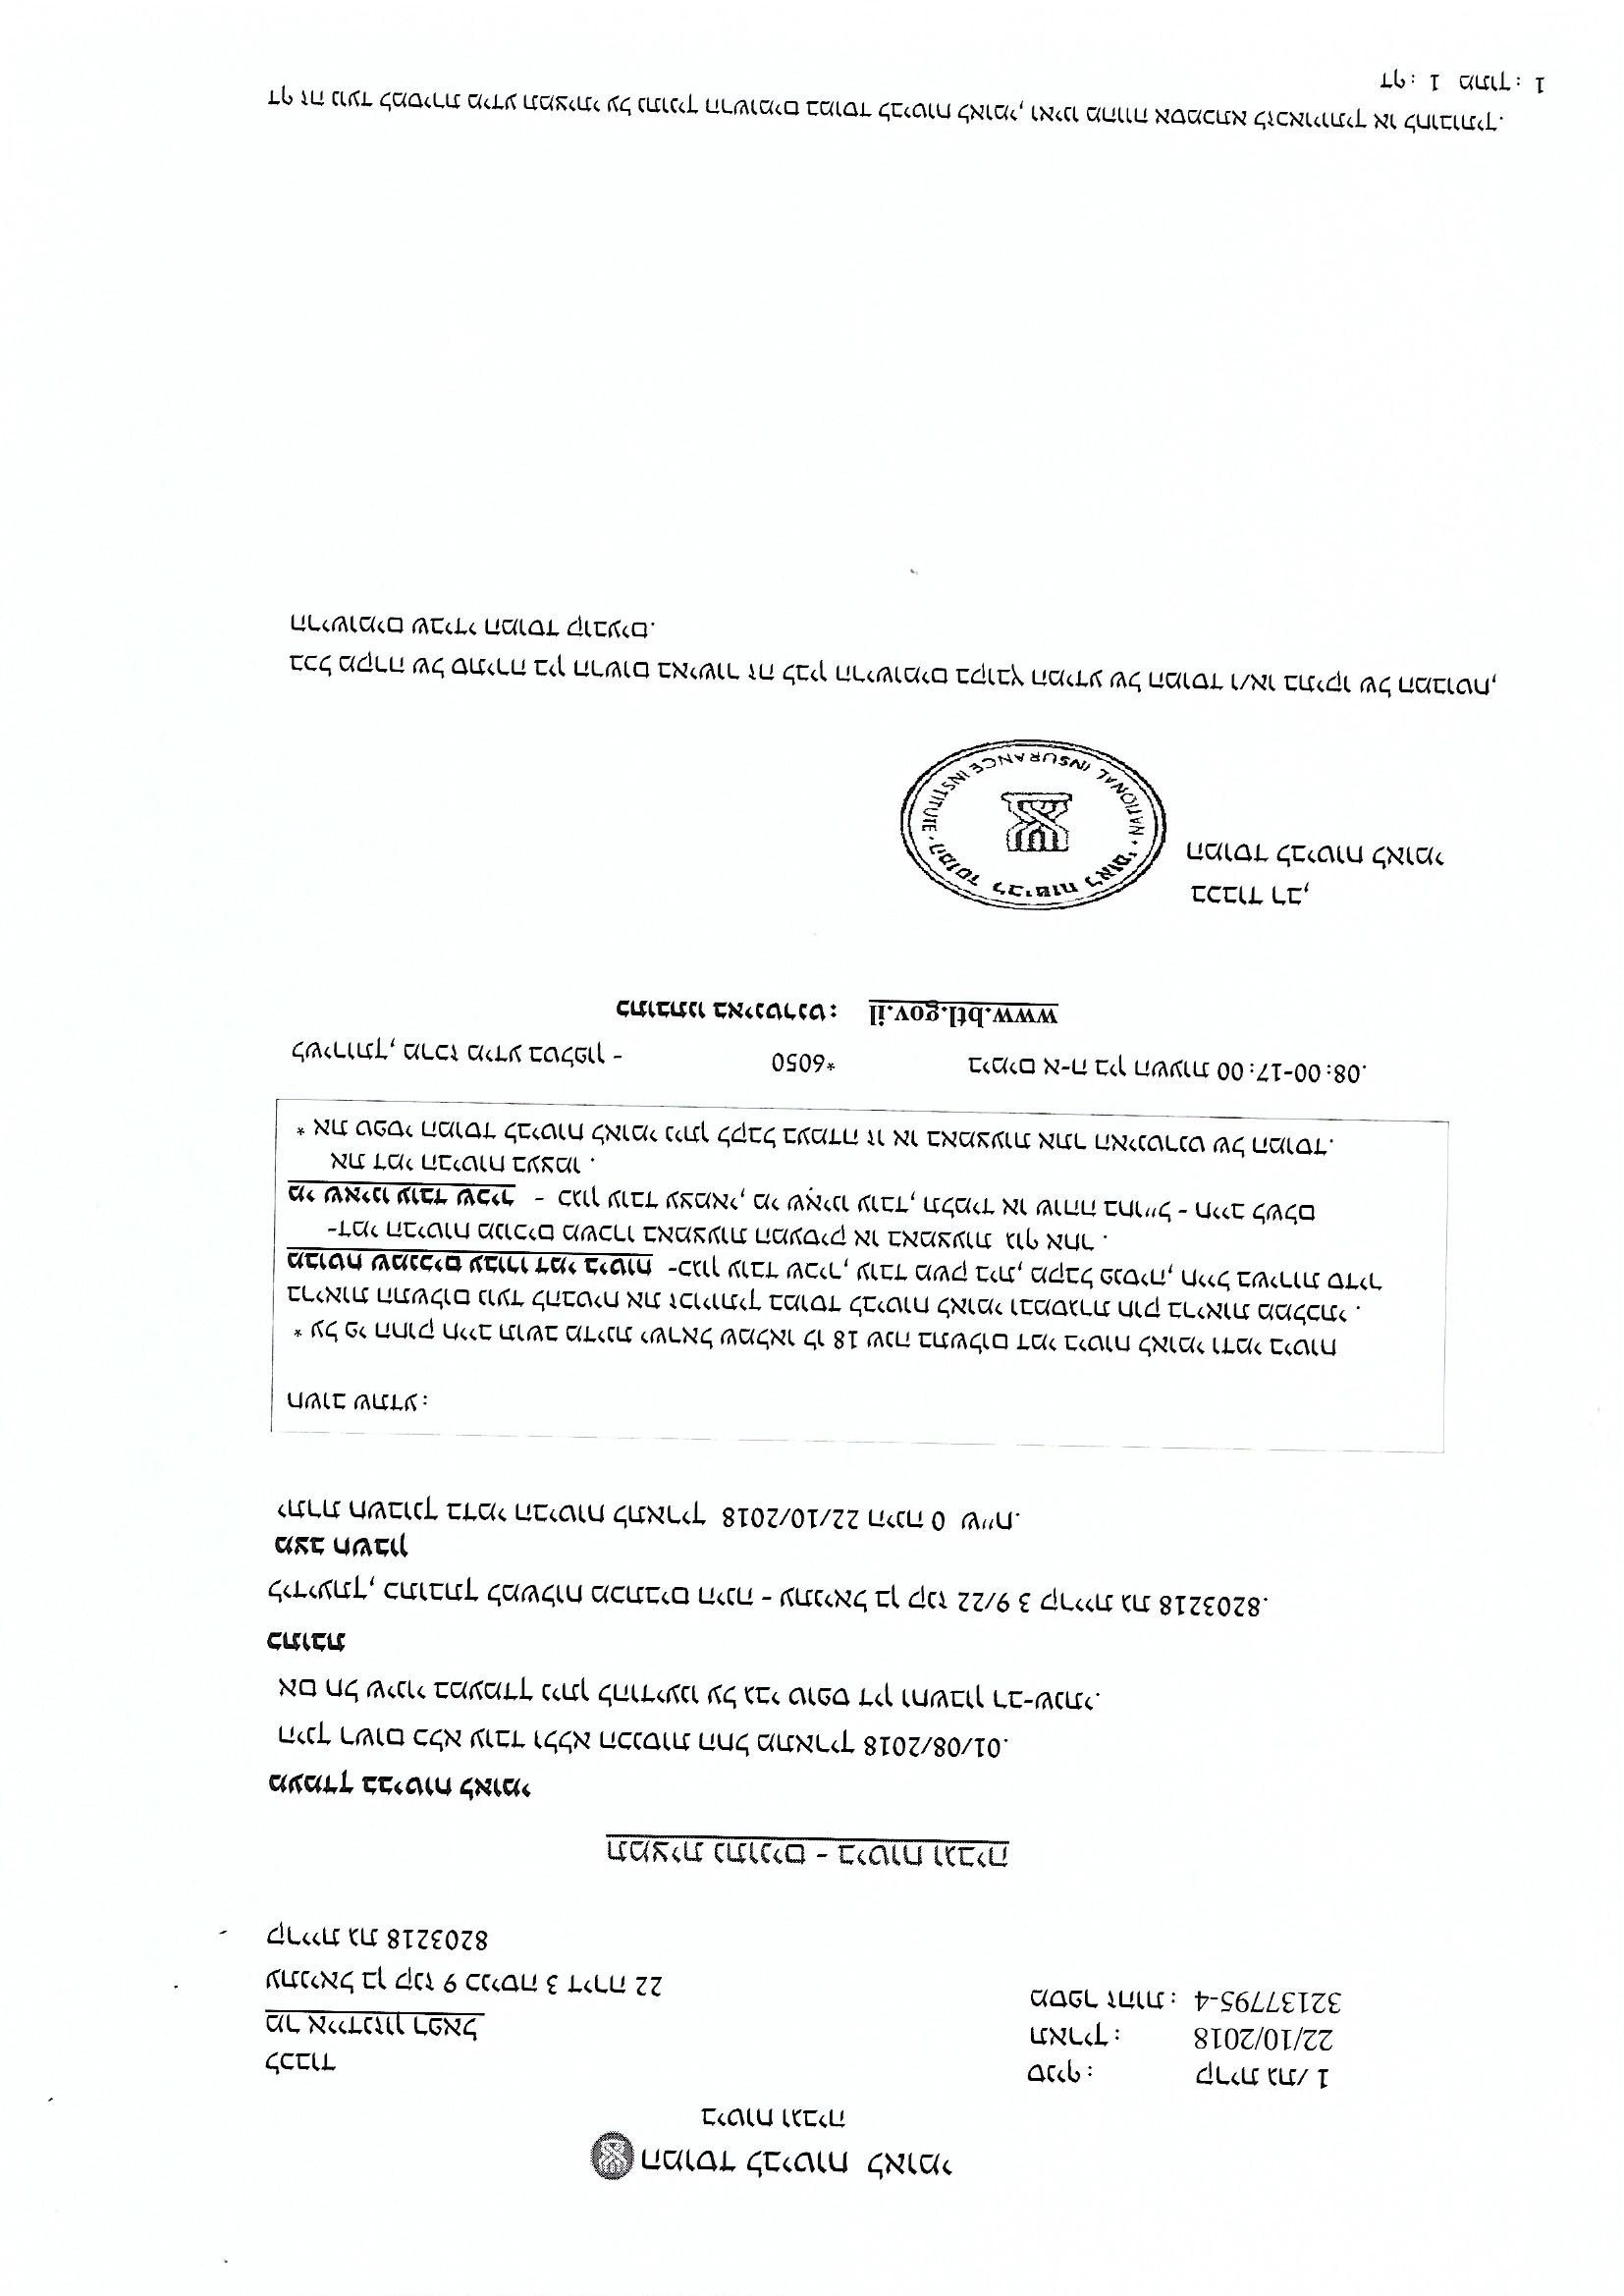 המוסד לביטוח לאומי
ביטוח וגביה
לכבוד
מר איידנזון רפאל
עתניאל בן קנז 9 כניסה 3 דירה 22
קריית גת 8203218
סניף: קרית גת/ 1
תאריך: 22/10/2018
מספר זהות: 32137795-4
תמצית נתונים - ביטוח וגביה
מעמדך בביטוח לאומי
הינך רשום כלא עובד וללא הכנסות החל מתאריך 01/08/2018.
אם חל שינוי במעמדך ניתן להודיענו על גבי טופס דין וחשבון רב-שנתי.
כתובת
לידיעתך, כתובתך למשלוח מכתבים הינה - עתניאל בן קנז 9/22 3 קריית גת 8203218.
מצב חשבון
יתרת חשבונך בדמי הביטוח לתאריך 22/10/2018 הינה 0 ש״ח.
חשוב שתדע:
* על פי החוק חייב תושב מדינת ישראל שמלאו לו 18 שנה בתשלום דמי ביטוח לאומי ודמי ביטוח
בריאות התשלום נועד להבטיח את זכויותיך במוסד לביטוח לאומי ובמסגרת חוק בריאות ממלכתי .
מבוטח שמנכים עבורו דמי ביטוח -כגון עובד שכיר, עובד משק בית, מקבל פנסיה, חייל בשירות סדיר
-דמי הביטוח מנוכים משכרו באמצעות המעסיק או באמצעות גוף אחר .
מי שאינו עובד שכיר - כגון עובד עצמאי, מי שאינו עובד, תלמיד או שוהה בחו״ל - חייב לשלם
את דמי הביטוח בעצמו .
* את טפסי המוסד לביטוח לאומי ניתן לקבל בעמדה זו או באמצעות אתר האינטרנט של המוסד.
לשירותך, מרכז מידע בטלפון - *6050 בימים א-ה בין השעות 08:00-17:00.
כתובתנו באינטרנט: www.btl.gov.il
בכבוד רב,
המוסד לביטוח לאומי
המוסד לביטוח לאומי
NATIONAL INSURANCE INSTITUTE
בכל מקרה של סתירה בין הרשום באישור זה לבין הרישומים בקובץ המידע של המוסד ו/או בתיקו של המבוטח,
הרישומים שבידי המוסד קובעים.
דף זה נועד למסירת מידע תמציתי על נתוניך הרשומים במוסד לביטוח לאומי, ואינו מהווה אסמכתא לזכאויותיך או לחובותיך.
דף: 1 מתוך: 1